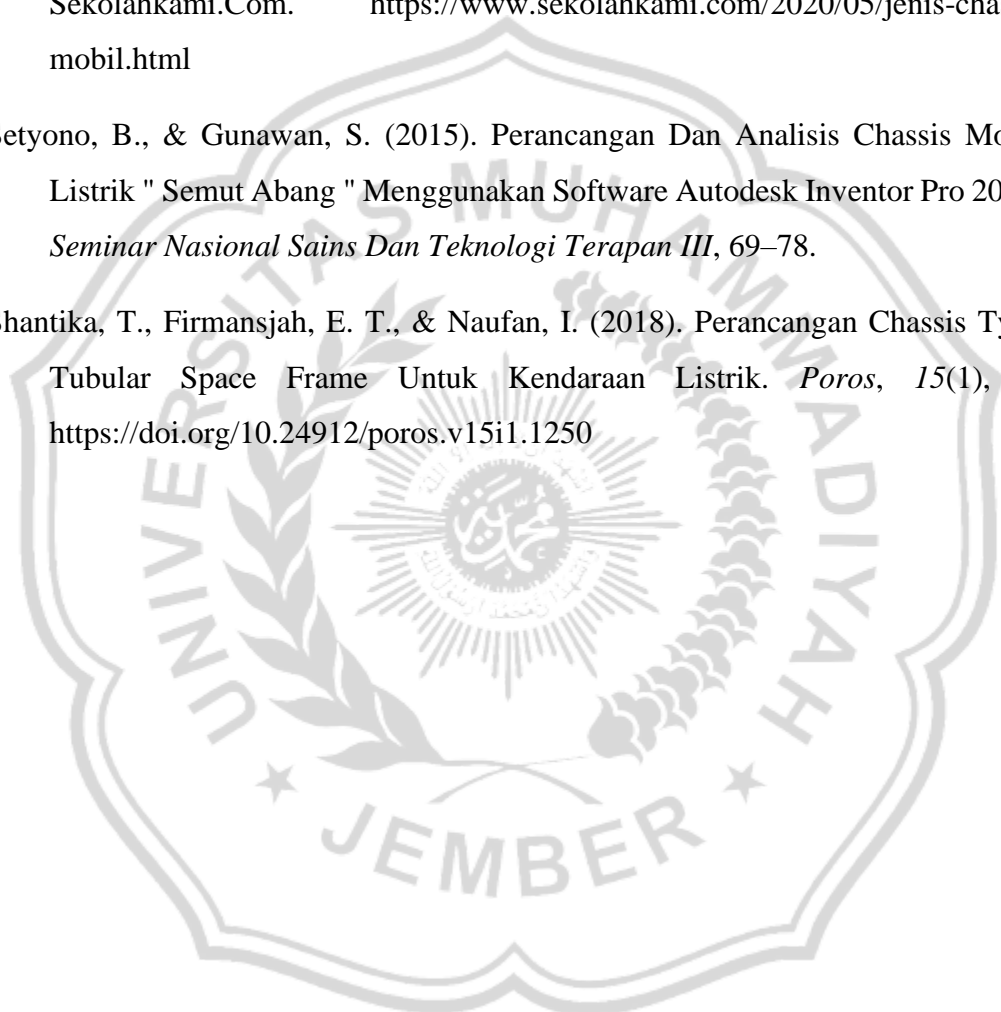 Sekolahkami.Com. https://www.sekolahkami.com/2020/05/jenis-cha
mobil.html
etyono, B., & Gunawan, S. (2015). Perancangan Dan Analisis Chassis Mo
Listrik " Semut Abang " Menggunakan Software Autodesk Inventor Pro 20
Seminar Nasional Sains Dan Teknologi Terapan III, 69–78.
hantika, T., Firmansjah, E. T., & Naufan, I. (2018). Perancangan Chassis Ty
Tubular Space Frame Untuk Kendaraan Listrik. Poros, 15(1),
https://doi.org/10.24912/poros.v15i1.1250
UNIVERSITAS MUHAMMADIYAH
JEMBER